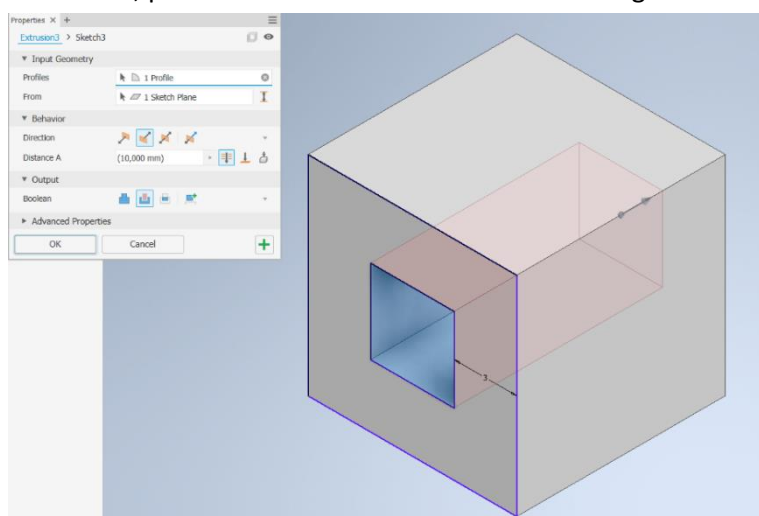 Properties × +
Extrusion3 > Sketch3
Input Geometry
Profiles 1 Profile
From 1 Sketch Plane
Behavior
Direction
Distance A (10,000 mm)
Output
Boolean
Advanced Properties
OK Cancel
3